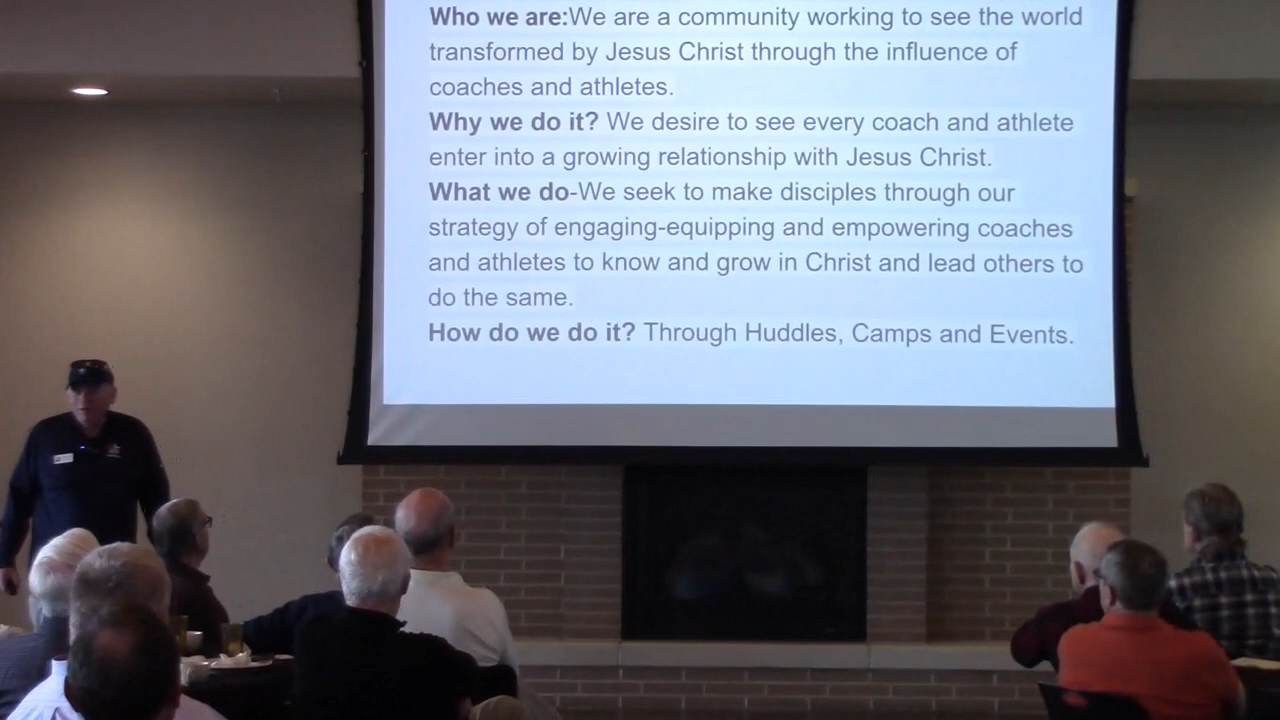 Who we are:We are a community working to see the world
transformed by Jesus Christ through the influence of
coaches and athletes.
Why we do it? We desire to see every coach and athlete
enter into a growing relationship with Jesus Christ.
What we do-We seek to make disciples through our
strategy of engaging-equipping and empowering coaches
and athletes to know and grow in Christ and lead others to
do the same.
How do we do it? Through Huddles, Camps and Events.